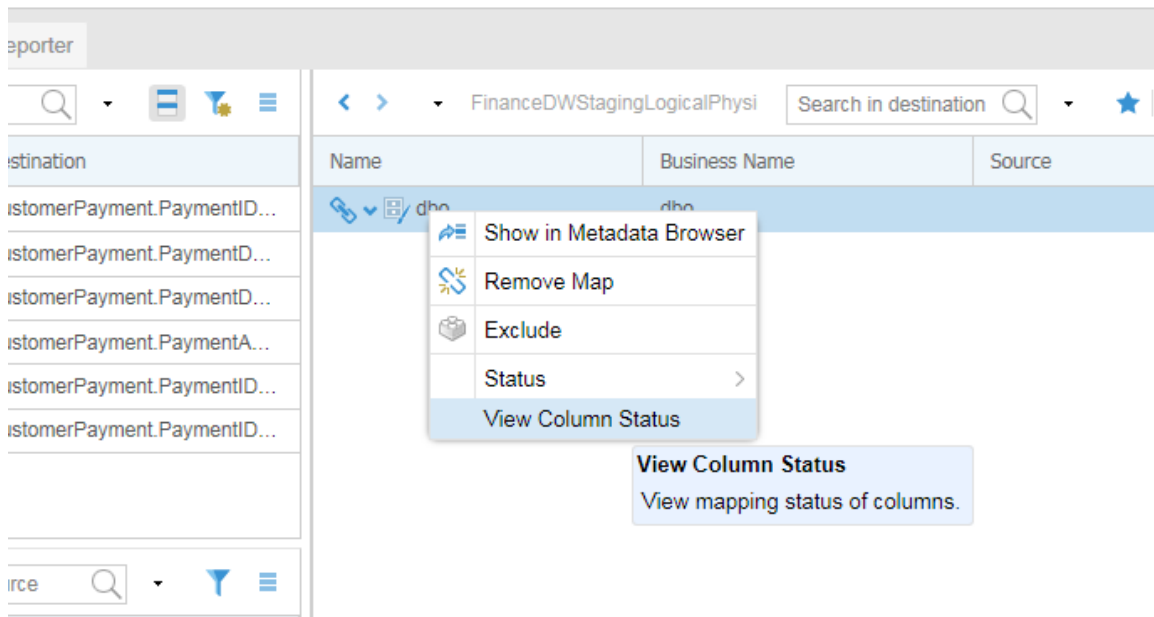 eporter
FinanceDWStagingLogicalPhysi
Search in destination
estination
Name
Business Name
Source
ustomerPayment.PaymentID...
ustomerPayment.PaymentD...
ustomerPayment.PaymentD...
ustomerPayment.PaymentA...
ustomerPayment.PaymentID...
ustomerPayment.PaymentID...
dbo
dbo
Show in Metadata Browser
Remove Map
Exclude
Status
View Column Status
View Column Status
View mapping status of columns.
urce